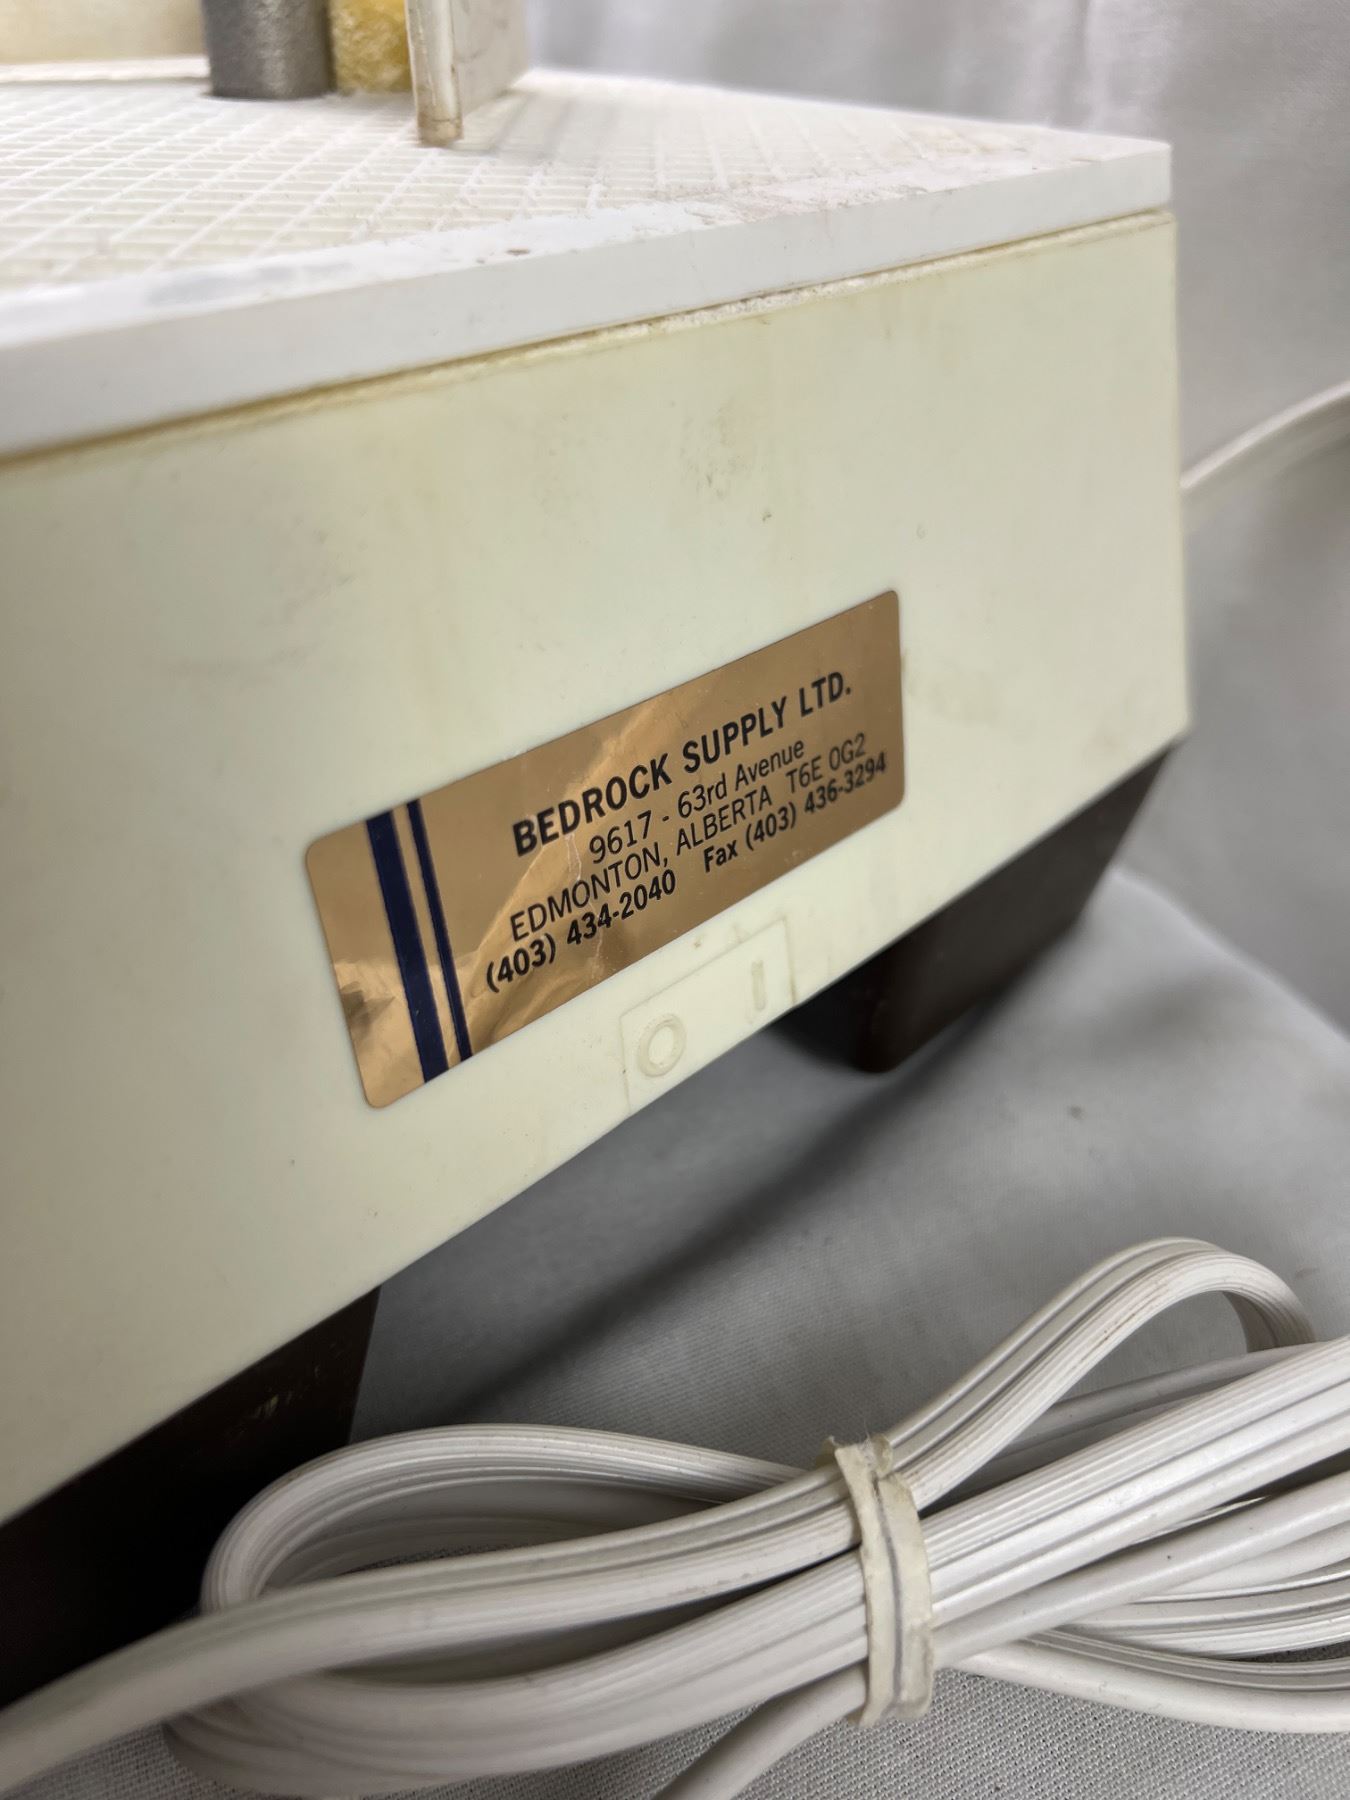 BEDROCK SUPPLY LTD.
9617 - 63rd Avenue
EDMONTON, ALBERTA T6E 0G2
(403) 434-2040 Fax (403) 436-3294
O I